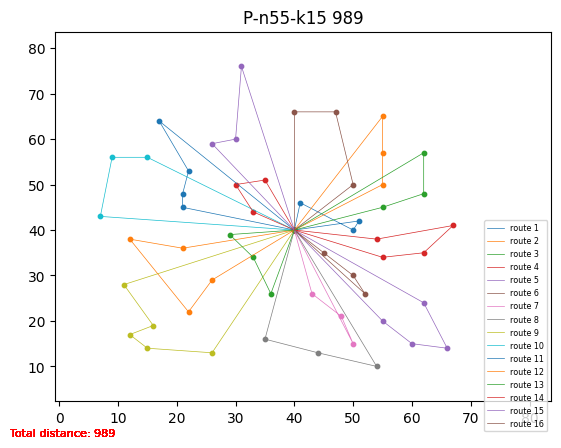 P-n55-k15 989
80
70
60
50
40
30
20
10
0 10 20 30 40 50 60 70 80
route 1
route 2
route 3
route 4
route 5
route 6
route 7
route 8
route 9
route 10
route 11
route 12
route 13
route 14
route 15
route 16
Total distance: 989